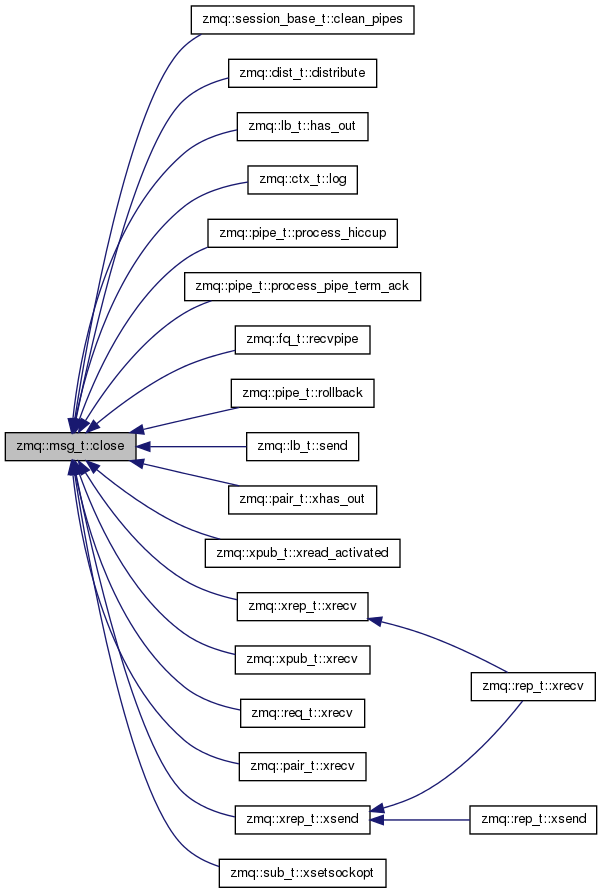 zmq::session_base_t::clean_pipes
zmq::dist_t::distribute
zmq::lb_t::has_out
zmq::ctx_t::log
zmq::pipe_t::process_hiccup
zmq::pipe_t::process_pipe_term_ack
zmq::fq_t::recvpipe
zmq::pipe_t::rollback
zmq::msg_t::close
zmq::lb_t::send
zmq::pair_t::xhas_out
zmq::xpub_t::xread_activated
zmq::xrep_t::xrecv
zmq::xpub_t::xrecv
zmq::rep_t::xrecv
zmq::req_t::xrecv
zmq::pair_t::xrecv
zmq::xrep_t::xsend
zmq::rep_t::xsend
zmq::sub_t::xsetsockopt